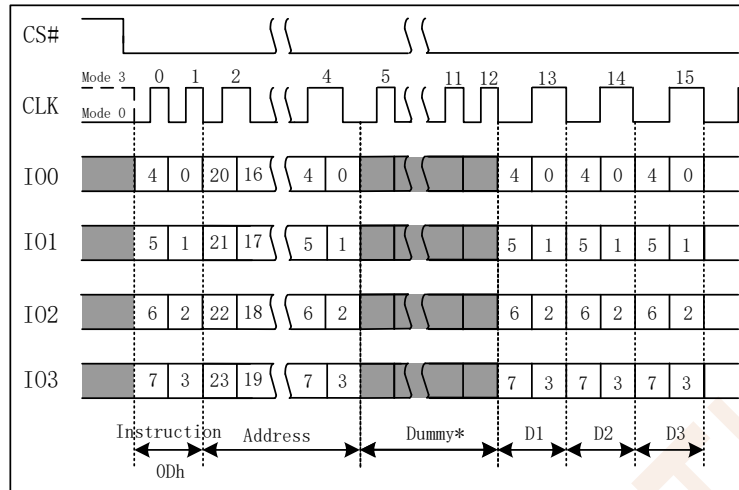 CS#
Mode 3 0 1 2 4 5 11 12 13 14 15
CLK
Mode 0
IO0 4 0 20 16 4 0 4 0 4 0 4 0
IO1 5 1 21 17 5 1 5 1 5 1 5 1
IO2 6 2 22 18 6 2 6 2 6 2 6 2
IO3 7 3 23 19 7 3 7 3 7 3 7 3
Instruction Address Dummy* D1 D2 D3
0Dh